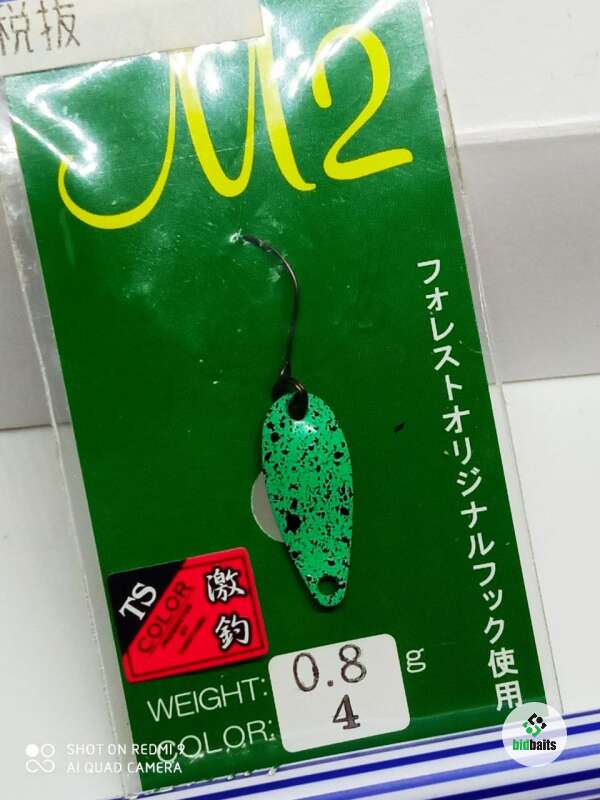 税抜
M2
フォレストオリジナルフック使用
TS
COLOR
激釣
WEIGHT: 0.8 g
COLOR: 4
SHOT ON REDMI 9
AI QUAD CAMERA
bidbaits